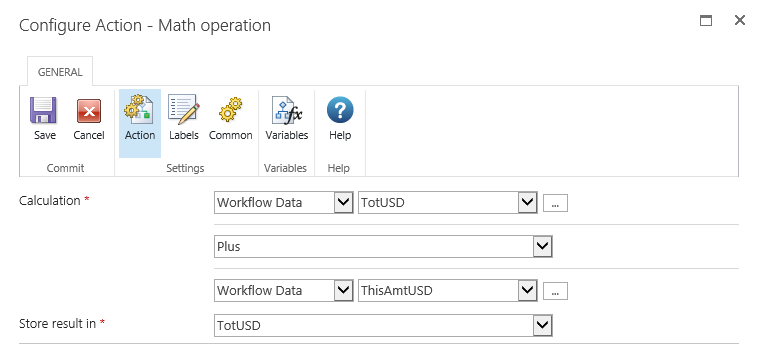 Configure Action - Math operation
GENERAL
Save Cancel Action Labels Common Variables Help
Commit Settings Variables Help
Calculation * Workflow Data TotUSD ...
Plus
Workflow Data ThisAmtUSD ...
Store result in * TotUSD